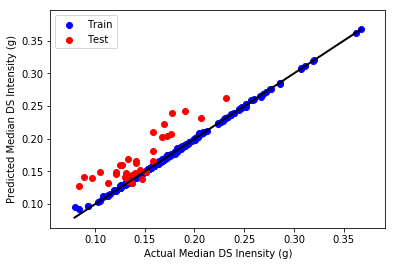 Train
Test
0.35
0.30
0.25
0.20
0.15
0.10
Predicted Median DS Intensity (g)
0.10 0.15 0.20 0.25 0.30 0.35
Actual Median DS Inensity (g)